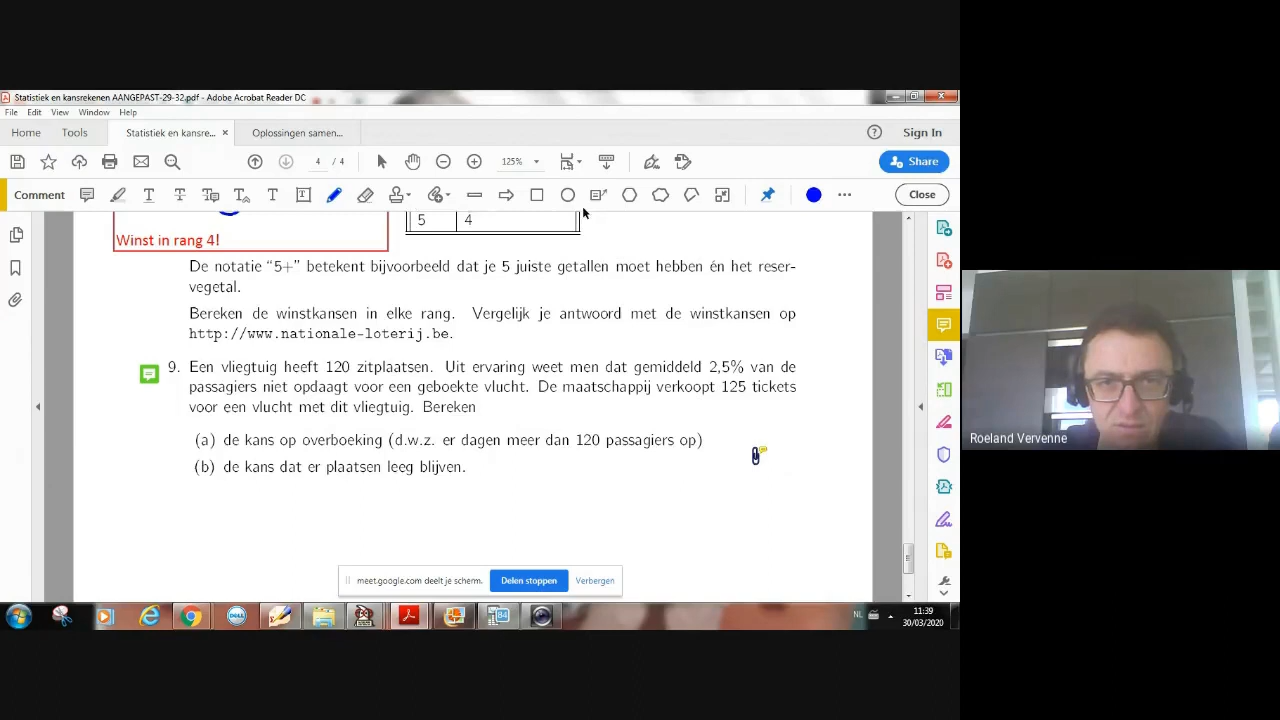 Statistiek en kansrekenen AANGEPAST-29-32.pdf - Adobe Acrobat Reader DC
File Edit View Window Help
Home Tools Statistiek en kansre... × Oplossingen samen... Sign In
4 / 4 125% Share
Comment Close
5 4
Winst in rang 4!
De notatie “5+” betekent bijvoorbeeld dat je 5 juiste getallen moet hebben én het reser-
vegetal.
Bereken de winstkansen in elke rang. Vergelijk je antwoord met de winstkansen op
http://www.nationale-loterij.be.
9. Een vliegtuig heeft 120 zitplaatsen. Uit ervaring weet men dat gemiddeld 2,5% van de
passagiers niet opdaagt voor een geboekte vlucht. De maatschappij verkoopt 125 tickets
voor een vlucht met dit vliegtuig. Bereken
(a) de kans op overboeking (d.w.z. er dagen meer dan 120 passagiers op)
(b) de kans dat er plaatsen leeg blijven.
Roeland Vervenne
meet.google.com deelt je scherm. Delen stoppen Verbergen
NL 11:39
30/03/2020